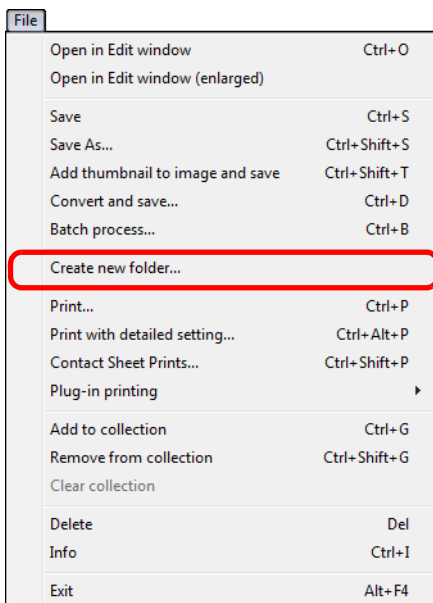 File
Open in Edit window Ctrl+O
Open in Edit window (enlarged)
Save Ctrl+S
Save As... Ctrl+Shift+S
Add thumbnail to image and save Ctrl+Shift+T
Convert and save... Ctrl+D
Batch process... Ctrl+B
Create new folder...
Print... Ctrl+P
Print with detailed setting... Ctrl+Alt+P
Contact Sheet Prints... Ctrl+Shift+P
Plug-in printing
Add to collection Ctrl+G
Remove from collection Ctrl+Shift+G
Clear collection
Delete Del
Info Ctrl+I
Exit Alt+F4